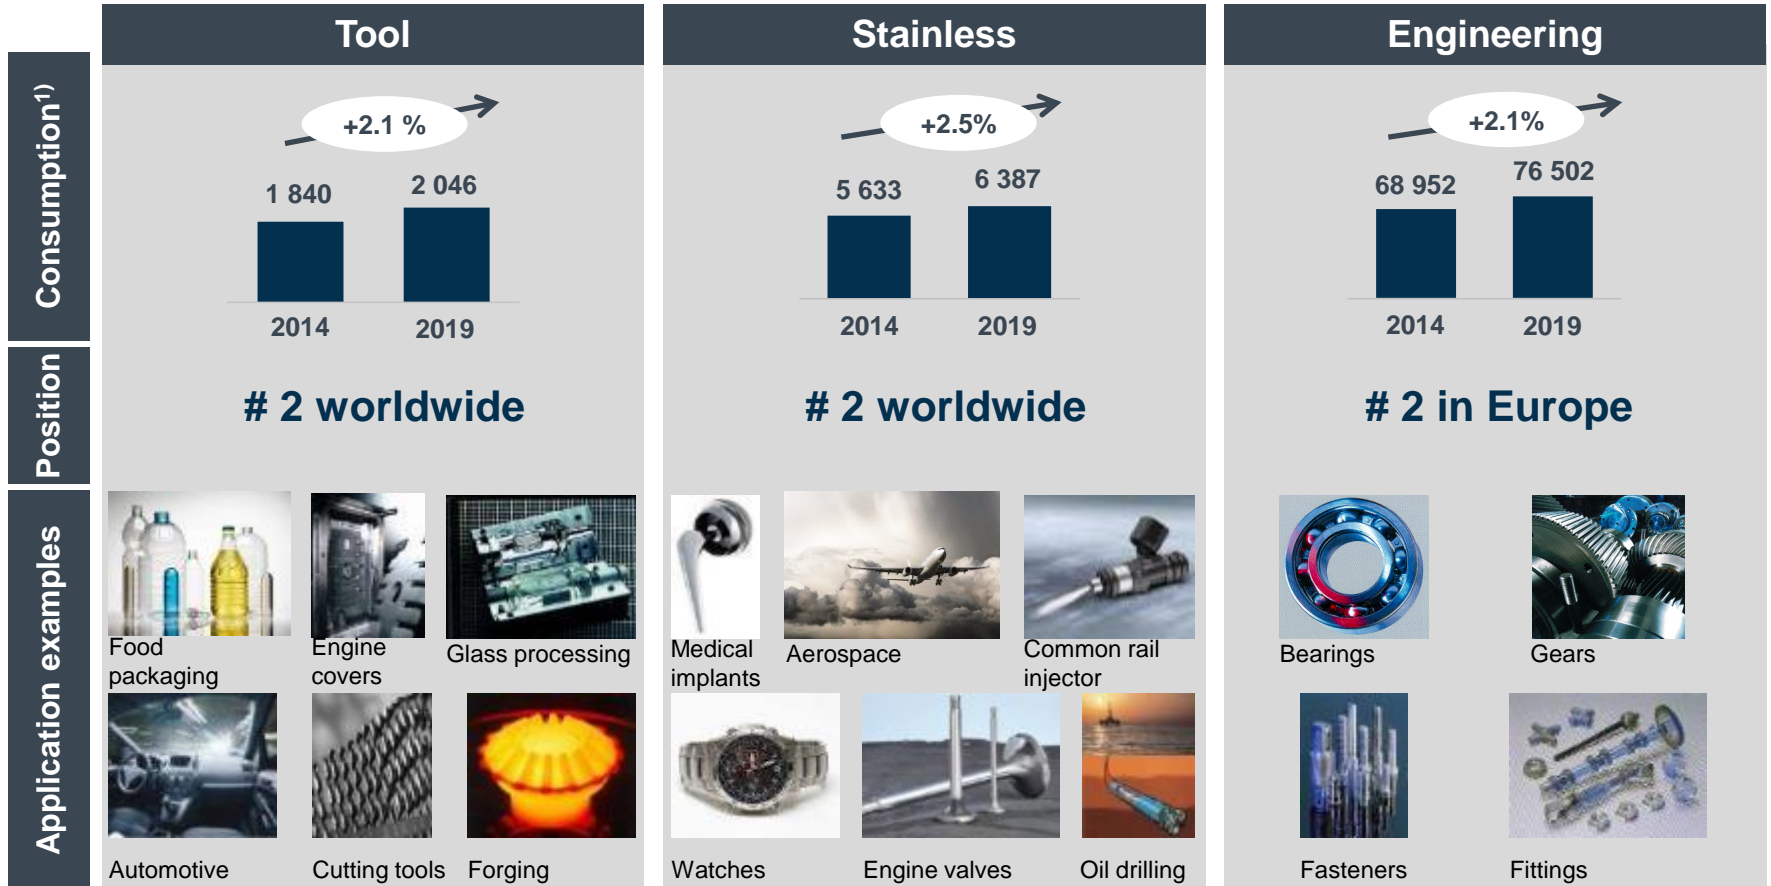 Tool
Stainless
Engineering
Consumption1)
+2.1 %
1 840
2 046
2014
2019
+2.5%
5 633
6 387
2014
2019
+2.1%
68 952
76 502
2014
2019
Position
# 2 worldwide
# 2 worldwide
# 2 in Europe
Application examples
Food
packaging
Engine
covers
Glass processing
Medical
implants
Aerospace
Common rail
injector
Bearings
Gears
Automotive
Cutting tools
Forging
Watches
Engine valves
Oil drilling
Fasteners
Fittings